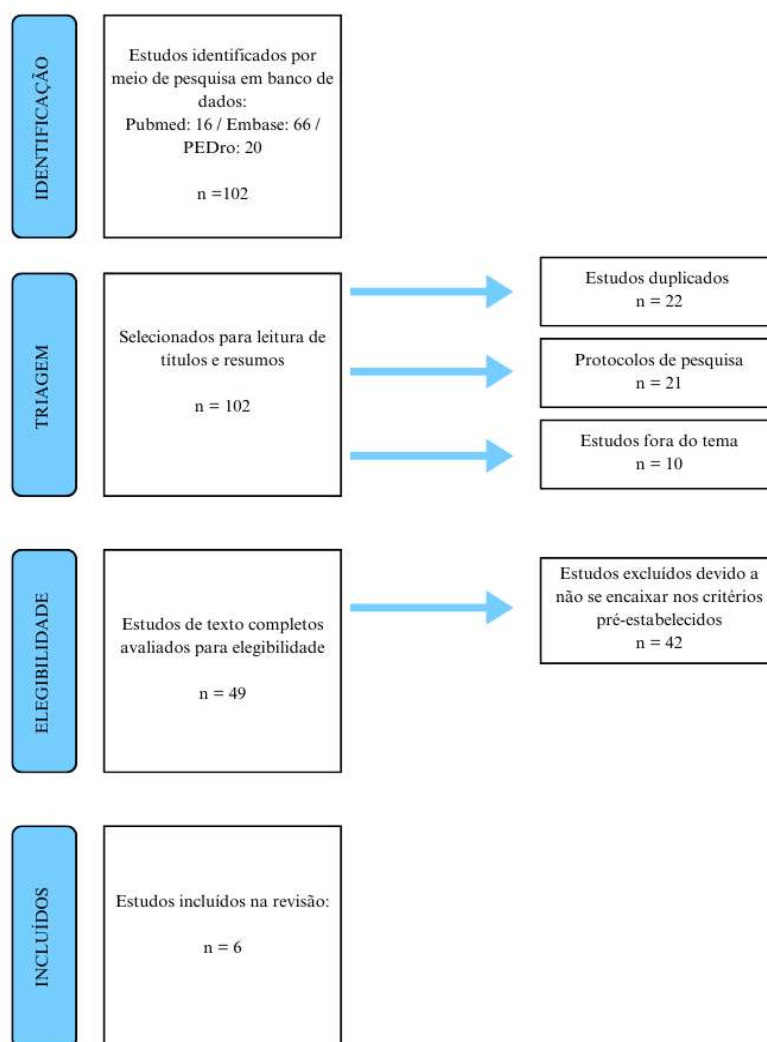 IDENTIFICAÇÃO
Estudos identificados por
meio de pesquisa em banco de
dados:
Pubmed: 16 / Embase: 66 /
PEDro: 20
n =102
TRIAGEM
Selecionados para leitura de
títulos e resumos
n = 102
Estudos duplicados
n = 22
Protocolos de pesquisa
n = 21
Estudos fora do tema
n = 10
ELEGIBILIDADE
Estudos de texto completos
avaliados para elegibilidade
n = 49
Estudos excluídos devido a
não se encaixar nos critérios
pré-estabelecidos
n = 42
INCLUÍDOS
Estudos incluídos na revisão:
n = 6